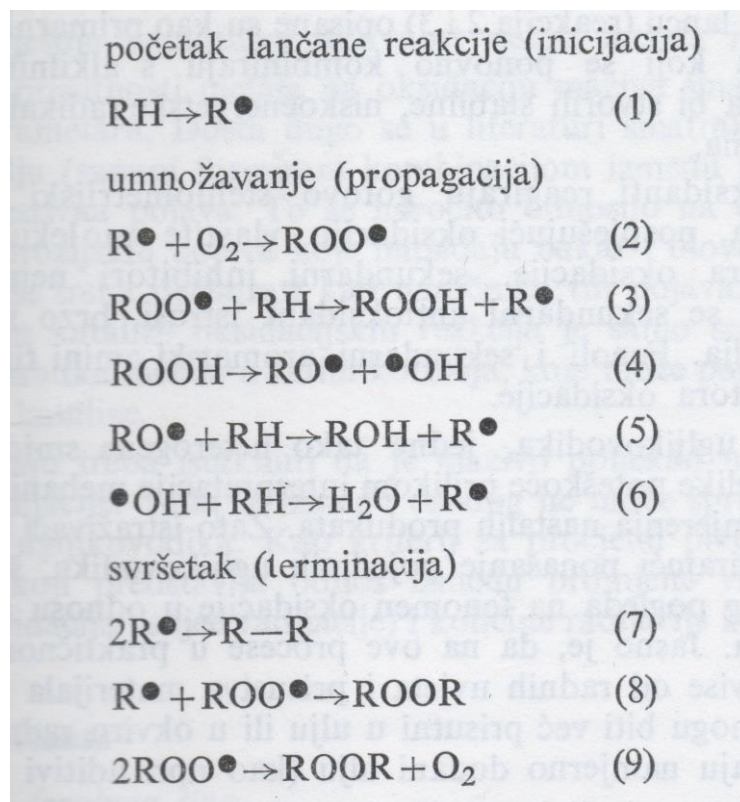 početak lančane reakcije (inicijacija)
RH→R● (1)
umnožavanje (propagacija)
R●+O₂→ROO● (2)
ROO●+RH→ROOH+R● (3)
ROOH→RO●+●OH (4)
RO●+RH→ROH+R● (5)
●OH+RH→H₂O+R● (6)
svršetak (terminacija)
2R●→R—R (7)
R●+ROO●→ROOR (8)
2ROO●→ROOR+O₂ (9)